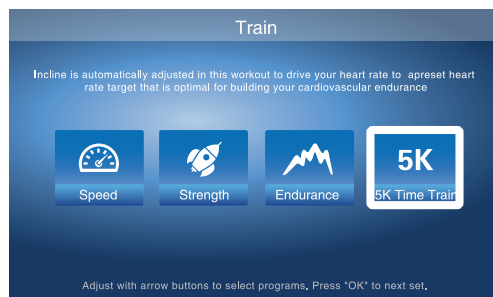 Train
Incline is automatically adjusted in this workout to drive your heart rate to apreset heart
rate target that is optimal for building your cardiovascular endurance
5K
Speed
Strength
Endurance
5K Time Train
Adjust with arrow buttons to select programs. Press "OK" to next set.